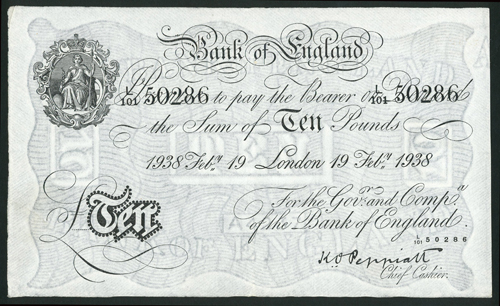 Bank of England
L/101 50286 to pay the Bearer on Demand L/101 50286
the Sum of Ten Pounds
1938 Feby. 19 London 19 Feby. 1938
For the Govr. and Compa.
of the Bank of England.
£Ten
L/101 50286
K.O. Peppiatt
Chief Cashier.